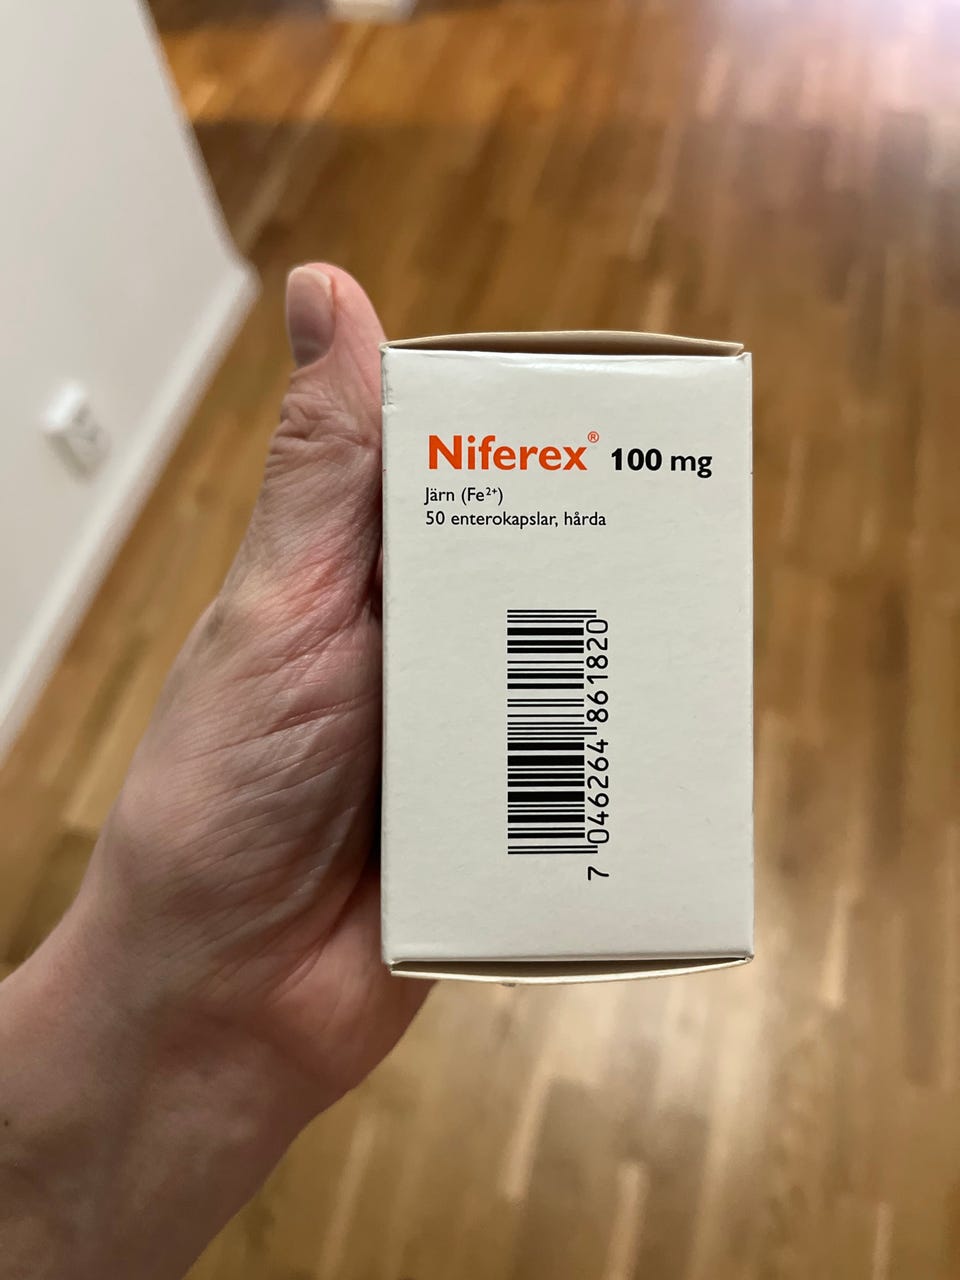 Niferex® 100 mg
Järn (Fe²⁺)
50 enterokapslar, hårda
7 046264 861820